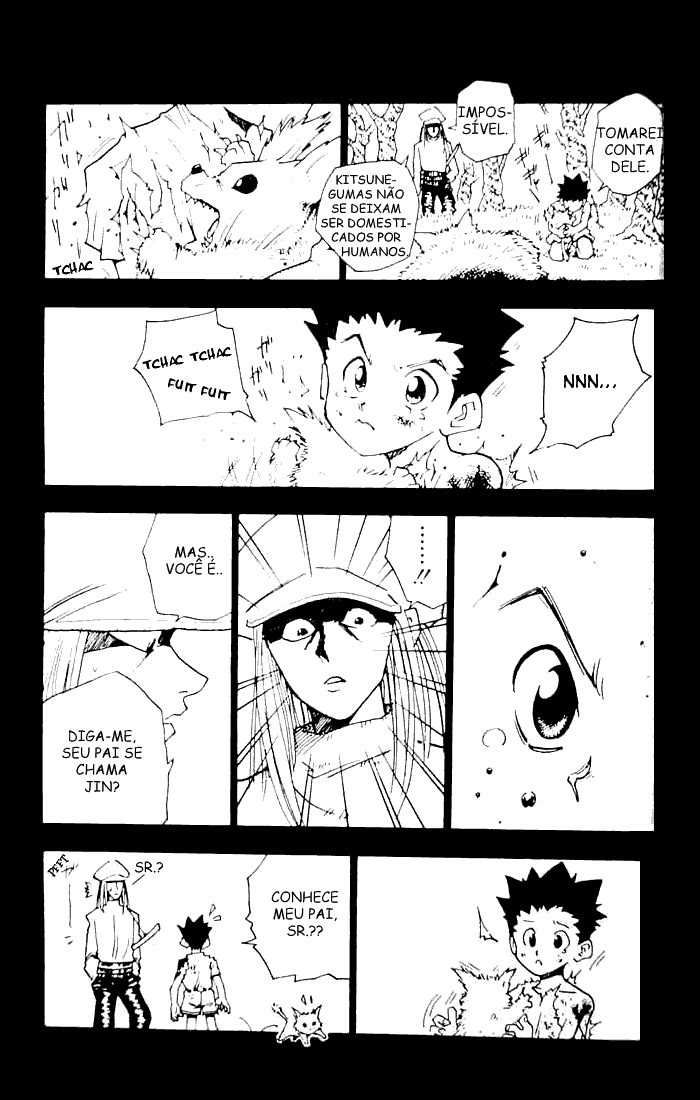 TOMAREI
CONTA
DELE.
IMPOS-
SÍVEL.
KITSUNE-
GUMAS NÃO
SE DEIXAM
SER DOMESTI-
CADOS POR
HUMANOS.
TCHAC
NNN...
TCHAC TCHAC
FUIT FUIT
........!!
MAS..
VOCÊ É..
DIGA-ME,
SEU PAI SE
CHAMA
JIN?
CONHECE
MEU PAI,
SR.??
SR.?